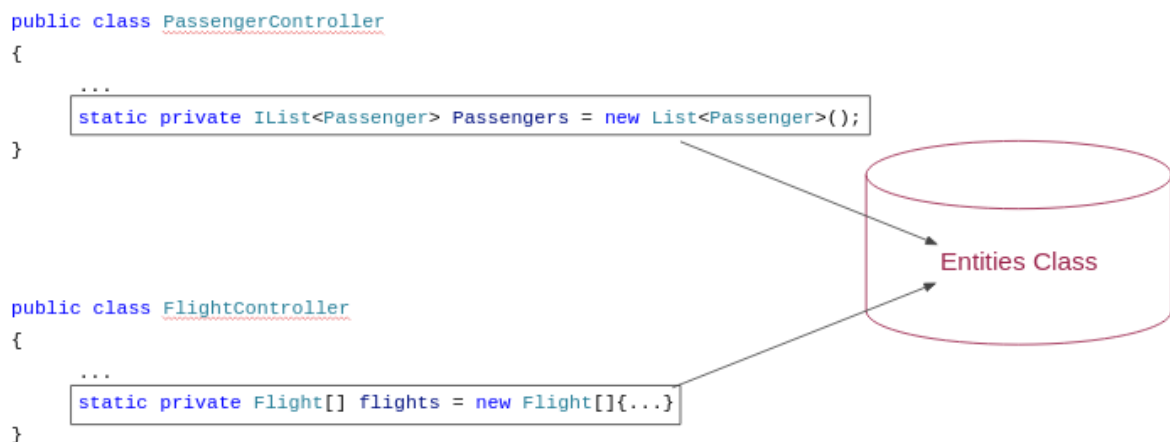 public class PassengerController
{
...
static private IList<Passenger> Passengers = new List<Passenger>();
}
Entities Class
public class FlightController
{
...
static private Flight[] flights = new Flight[]{...}
}